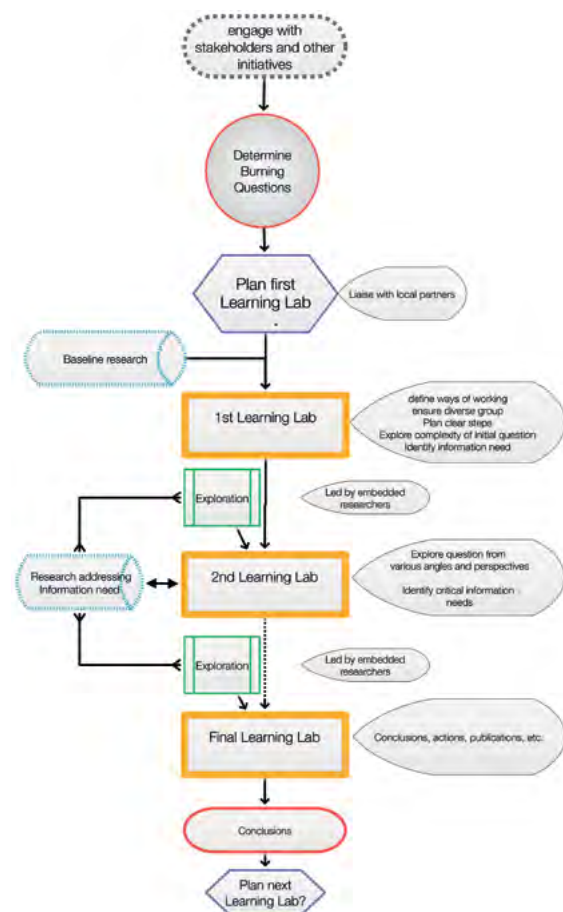 engage with
stakeholders and other
initiatives
Determine
Burning
Questions
Plan first
Learning Lab
Liaise with local partners
Baseline research
1st Learning Lab
define ways of working
ensure diverse group
Plan clear steps
Explore complexity of initial question
Identify information need
Exploration
Led by embedded
researchers
Research addressing
Information need
2nd Learning Lab
Explore question from
various angles and perspectives
Identify critical information
needs
Exploration
Led by embedded
researchers
Final Learning Lab
Conclusions, actions, publications, etc.
Conclusions
Plan next
Learning Lab?